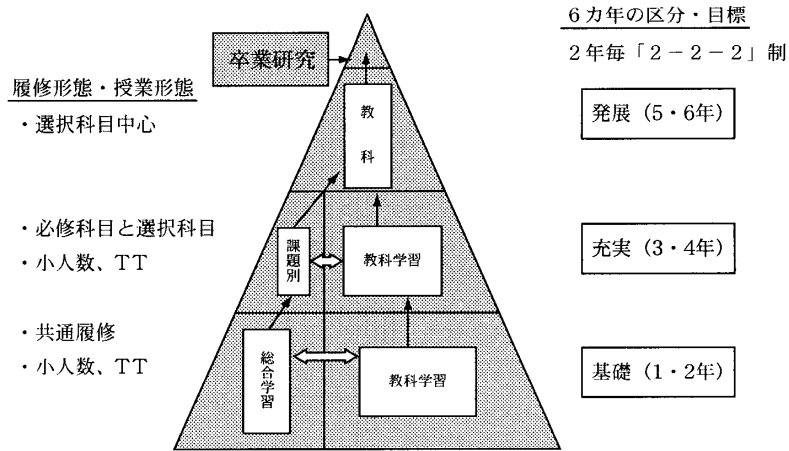 6カ年の区分・目標
2年毎「2－2－2」制
卒業研究
履修形態・授業形態
・選択科目中心
教科
発展（5・6年）
・必修科目と選択科目
・小人数、TT
課題別
教科学習
充実（3・4年）
・共通履修
・小人数、TT
総合学習
教科学習
基礎（1・2年）